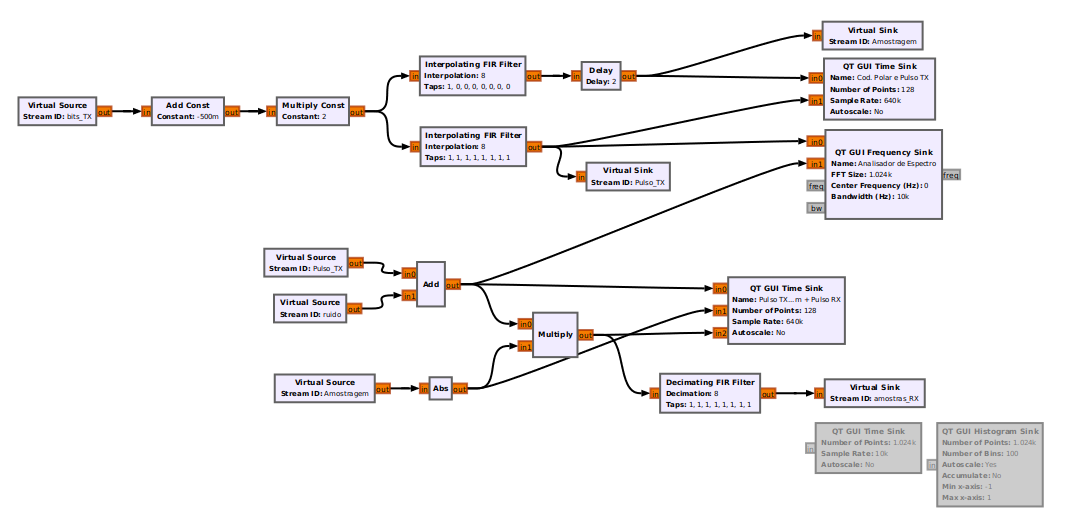 Virtual Source
Stream ID: bits_TX
out
in
Add Const
Constant: -500m
out
in
Multiply Const
Constant: 2
out
in
Interpolating FIR Filter
Interpolation: 8
Taps: 1, 0, 0, 0, 0, 0, 0, 0
out
in
Delay
Delay: 2
out
in
Virtual Sink
Stream ID: Amostragem
in0
in1
QT GUI Time Sink
Name: Cod. Polar e Pulso TX
Number of Points: 128
Sample Rate: 640k
Autoscale: No
in
Interpolating FIR Filter
Interpolation: 8
Taps: 1, 1, 1, 1, 1, 1, 1, 1
out
in
Virtual Sink
Stream ID: Pulso_TX
in0
in1
freq
bw
QT GUI Frequency Sink
Name: Analisador de Espectro
FFT Size: 1.024k
Center Frequency (Hz): 0
Bandwidth (Hz): 10k
freq
Virtual Source
Stream ID: Pulso_TX
out
Virtual Source
Stream ID: ruido
out
in0
in1
Add
out
in0
in1
Multiply
out
in0
in1
in2
QT GUI Time Sink
Name: Pulso TX...m + Pulso RX
Number of Points: 128
Sample Rate: 640k
Autoscale: No
Virtual Source
Stream ID: Amostragem
out
in
Abs
out
in
Decimating FIR Filter
Decimation: 8
Taps: 1, 1, 1, 1, 1, 1, 1, 1
out
in
Virtual Sink
Stream ID: amostras_RX
in
QT GUI Time Sink
Number of Points: 1.024k
Sample Rate: 10k
Autoscale: No
in
QT GUI Histogram Sink
Number of Points: 1.024k
Number of Bins: 100
Autoscale: Yes
Accumulate: No
Min x-axis: -1
Max x-axis: 1